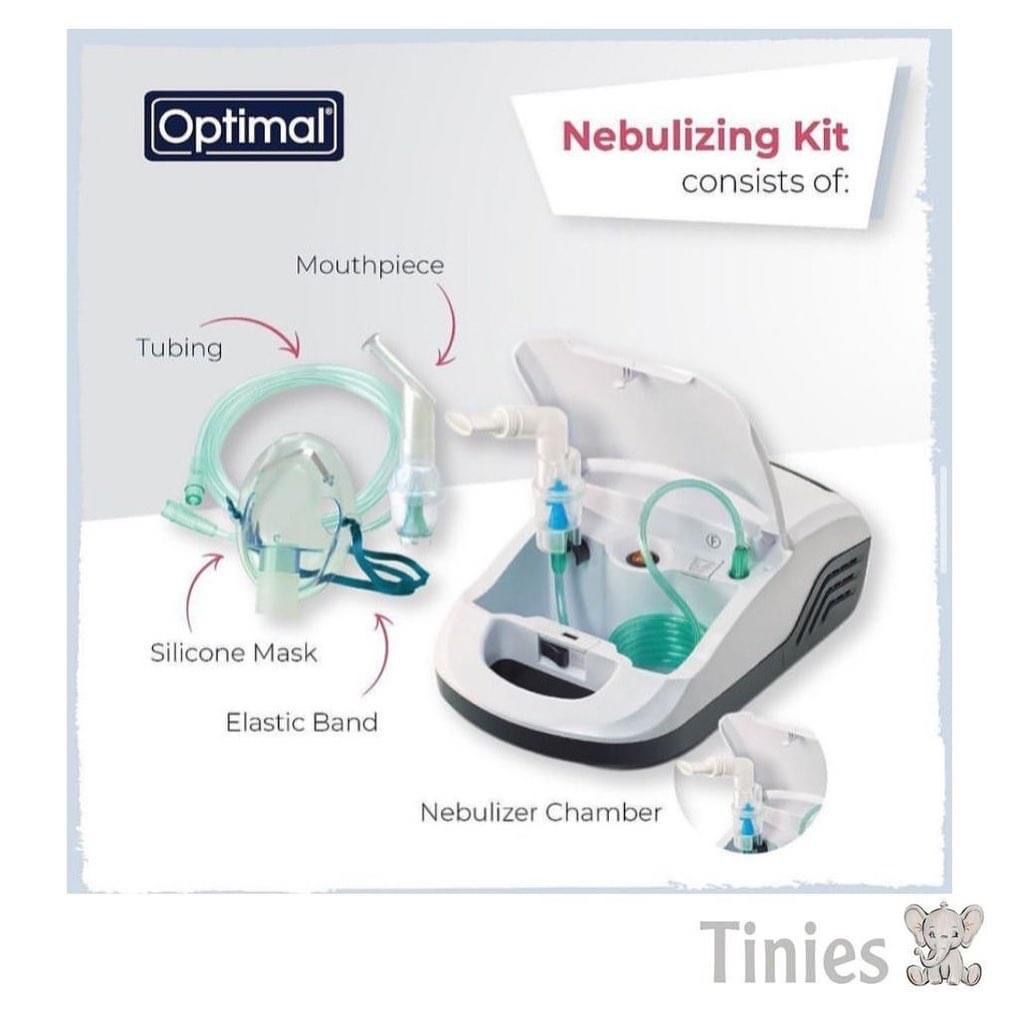 Optimal®
Nebulizing Kit
consists of:
Mouthpiece
Tubing
Silicone Mask
Elastic Band
Nebulizer Chamber
Tinies